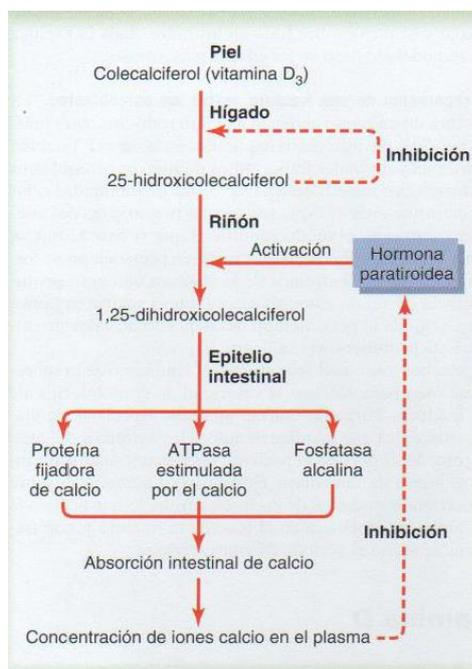 Piel
Colecalciferol (vitamina D3)
Hígado
Inhibición
25-hidroxicolecalciferol
Riñón
Activación
Hormona
paratiroidea
1,25-dihidroxicolecalciferol
Epitelio
intestinal
Proteína
fijadora
de calcio
ATPasa
estimulada
por el calcio
Fosfatasa
alcalina
Inhibición
Absorción intestinal de calcio
Concentración de iones calcio en el plasma